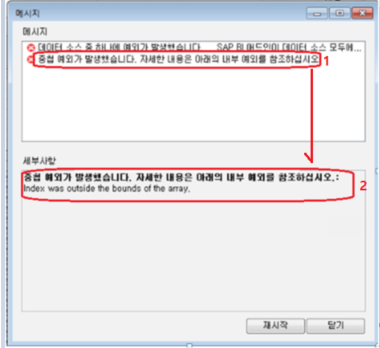 메시지
메시지
데이터 소스 중 하나에 예외가 발생했습니다. SAP BI 애드인이 데이터 소스 모두에...
중첩 예외가 발생했습니다. 자세한 내용은 아래의 내부 예외를 참조하십시오 1
세부사항
중첩 예외가 발생했습니다. 자세한 내용은 아래의 내부 예외를 참조하십시오.:
Index was outside the bounds of the array. 2
재시작 닫기